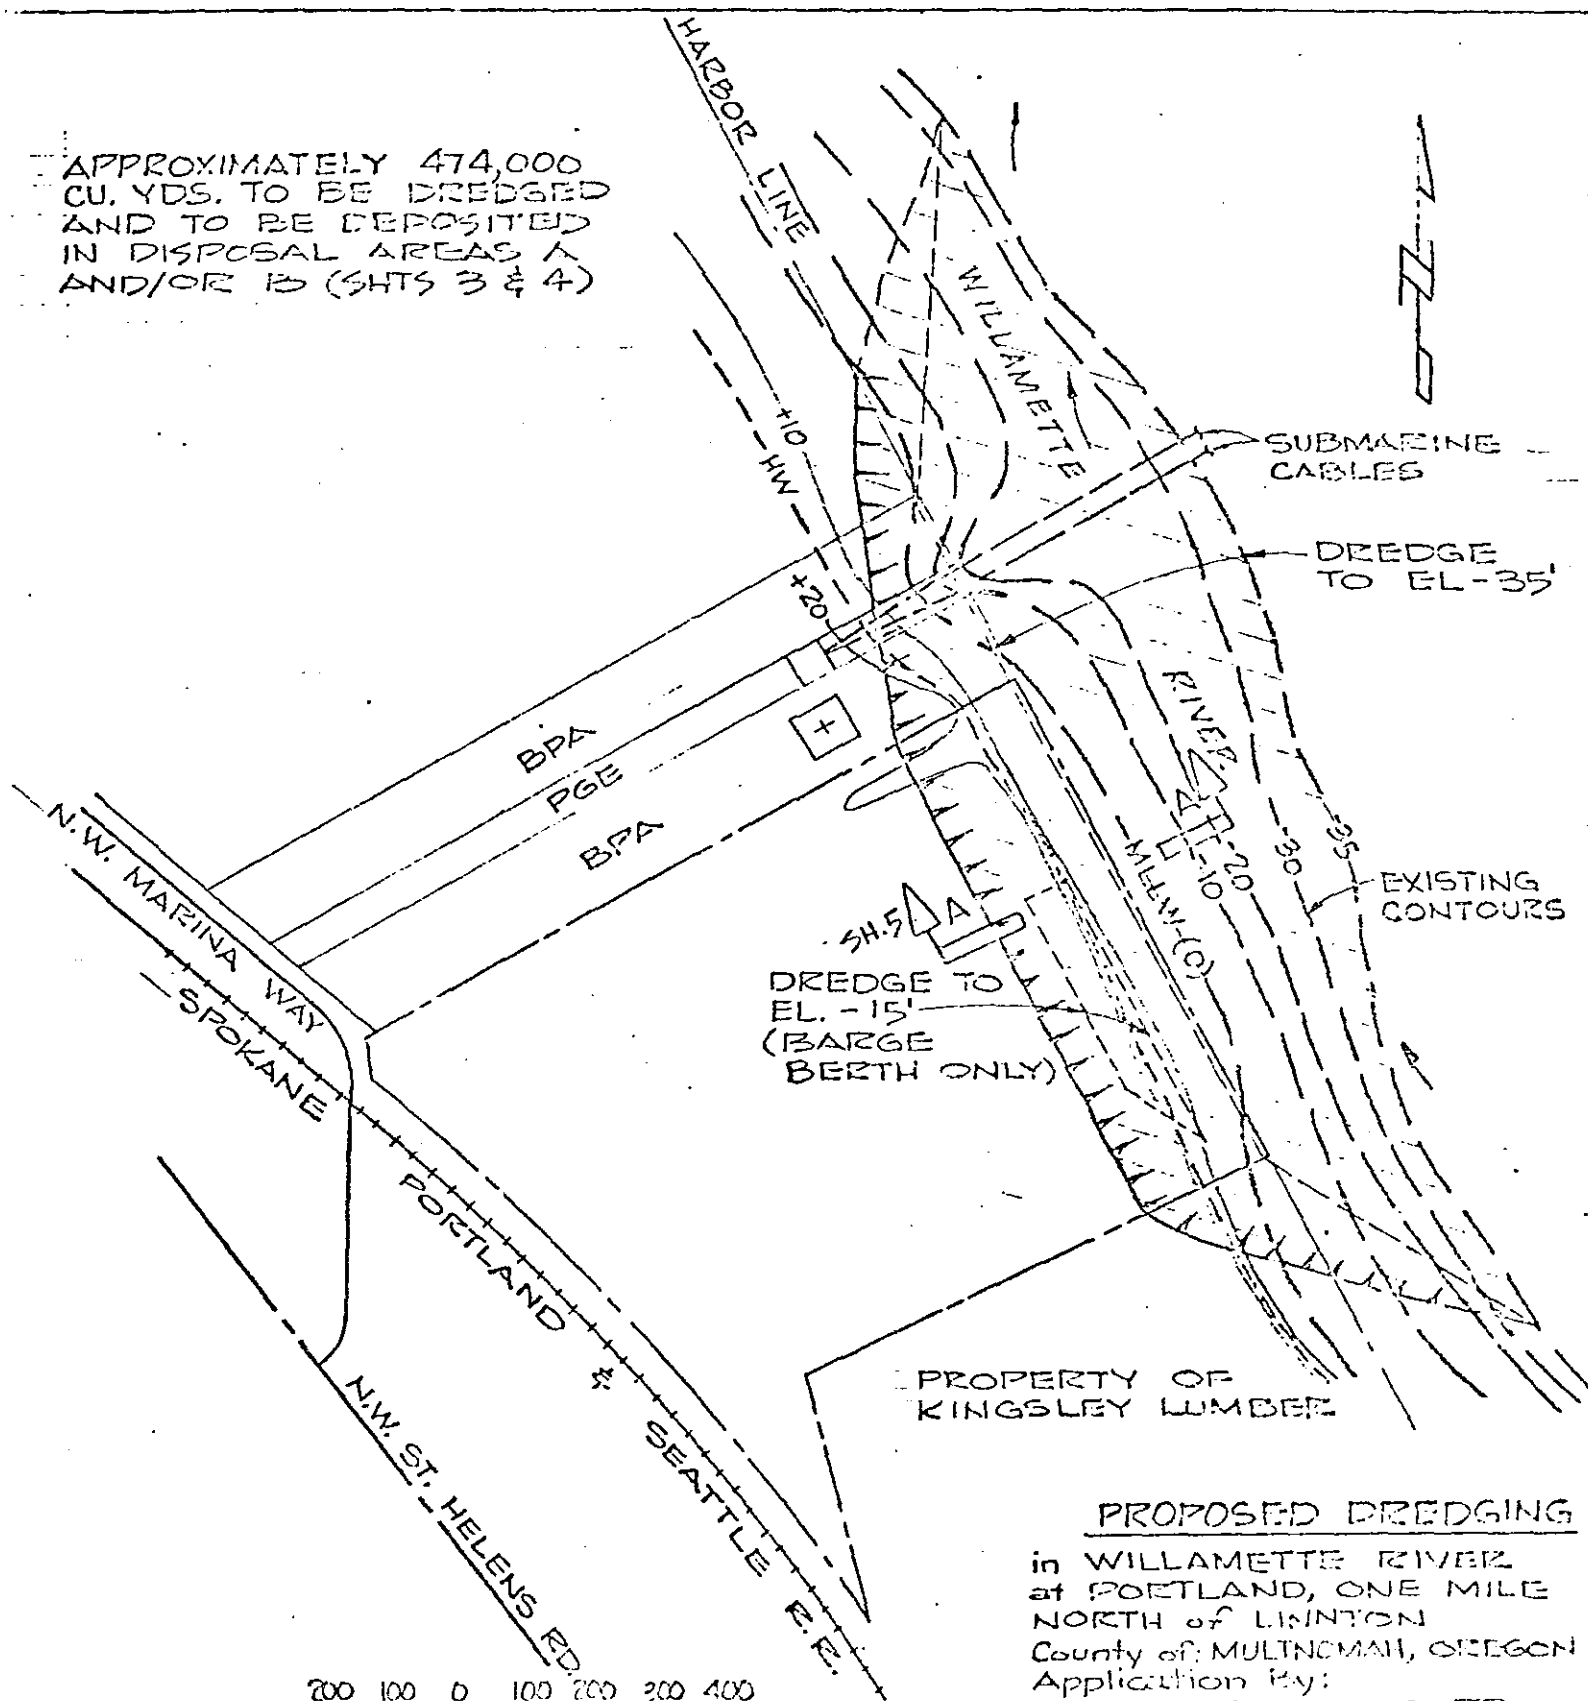 APPROXIMATELY 474,000
CU. YDS. TO BE DREDGED
AND TO BE DEPOSITED
IN DISPOSAL AREAS A
AND/OR B (SHTS 3 & 4)
HARBOR LINE
WILLAMETTE
RIVER
SUBMARINE
CABLES
DREDGE
TO EL-35'
+10
HW
+20
BPA
PGE
BPA
N.W. MARINA WAY
SPOKANE
PORTLAND
&
SEATTLE
R.R.
N.W. ST. HELENS RD.
A
SH.5
A
MLLW (0)
-10
-20
-30
-35
EXISTING
CONTOURS
DREDGE TO
EL. -15'
(BARGE
BERTH ONLY)
PROPERTY OF
KINGSLEY LUMBER
PROPOSED DREDGING
in WILLAMETTE RIVER
at PORTLAND, ONE MILE
NORTH of LINNTON
County of: MULTNOMAH, OREGON
Application By:
200 100 0 100 200 300 400